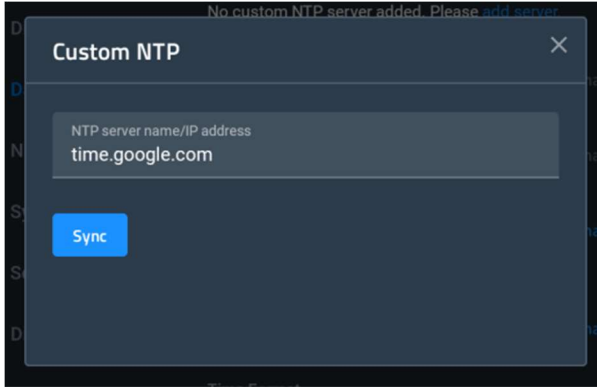 No custom NTP server added. Please add server
Custom NTP
NTP server name/IP address
time.google.com
Sync
Time Format